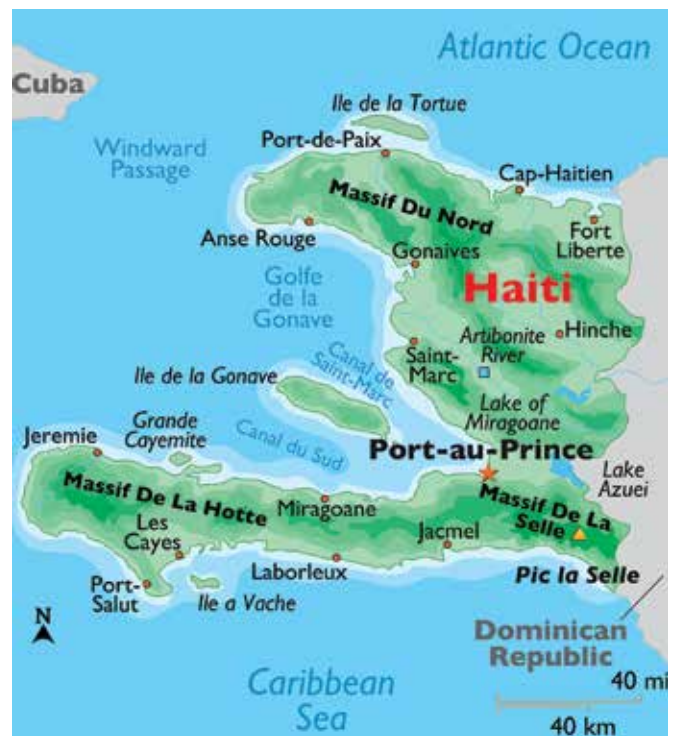 Atlantic Ocean
Cuba
Ile de la Tortue
Port-de-Paix
Windward
Passage
Cap-Haitien
Massif Du Nord
Anse Rouge
Fort
Liberte
Gonaives
Golfe
de la
Gonave
Haiti
Artibonite
River
Hinche
Saint-
Marc
Canal de
Saint-Marc
Ile de la Gonave
Lake of
Miragoane
Grande
Cayemite
Canal du Sud
Port-au-Prince
Jeremie
Lake
Azuei
Massif De La Hotte
Miragoane
Massif De La
Selle
Les
Cayes
Jacmel
Port-
Salut
Laborleux
Pic la Selle
Ile a Vache
N
Dominican
Republic
Caribbean
Sea
40 mi
40 km